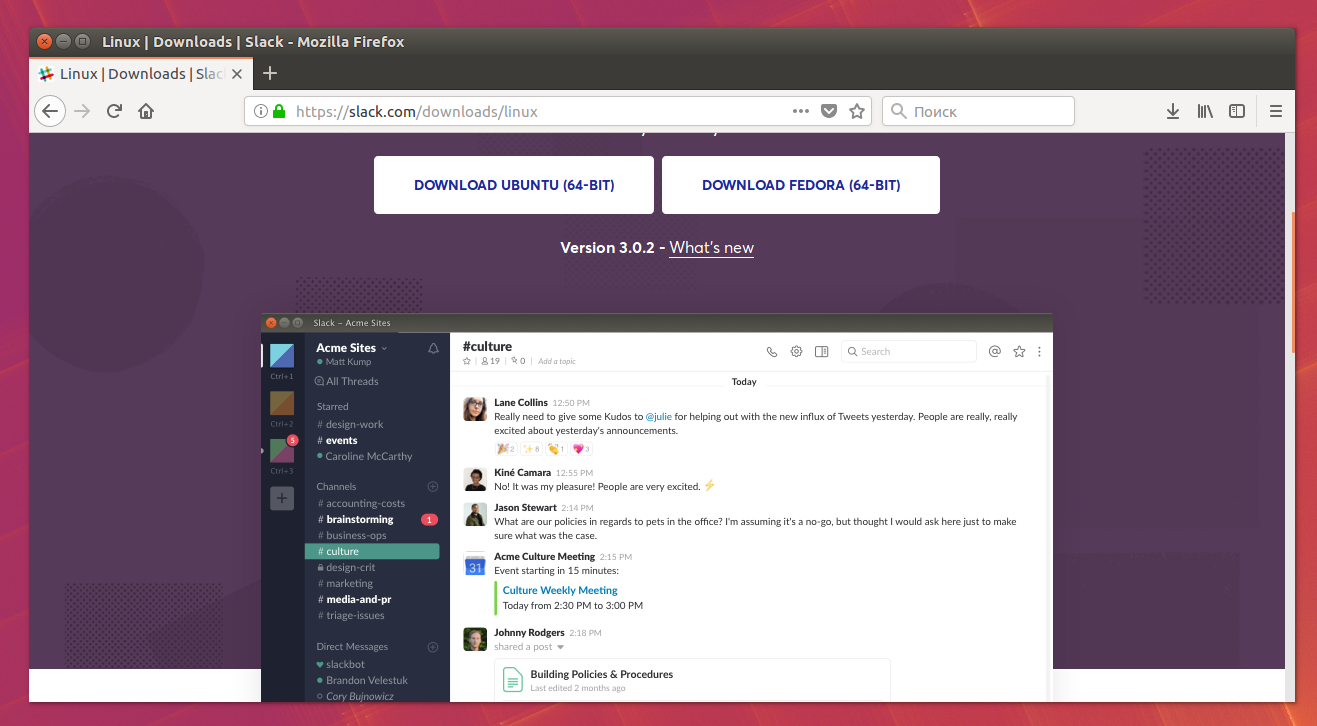 Linux | Downloads | Slack - Mozilla Firefox
Linux | Downloads | Slac
https://slack.com/downloads/linux
Поиск
DOWNLOAD UBUNTU (64-BIT)
DOWNLOAD FEDORA (64-BIT)
Version 3.0.2 - What's new
Slack – Acme Sites
Ctrl+1
Ctrl+2
5
Ctrl+3
Acme Sites
Matt Kump
All Threads
Starred
# design-work
# events
Caroline McCarthy
Channels
# accounting-costs
# brainstorming 1
# business-ops
# culture
design-crit
# marketing
# media-and-pr
# triage-issues
Direct Messages
slackbot
Brandon Velestuk
Cory Bujnowicz
#culture
19 | 0 | Add a topic
Search
Today
Lane Collins 12:50 PM
Really need to give some Kudos to @julie for helping out with the new influx of Tweets yesterday. People are really, really
excited about yesterday's announcements.
2 8 1 3
Kiné Camara 12:55 PM
No! It was my pleasure! People are very excited. ⚡
Jason Stewart 2:14 PM
What are our policies in regards to pets in the office? I'm assuming it's a no-go, but thought I would ask here just to make
sure what was the case.
31
Acme Culture Meeting 2:15 PM
Event starting in 15 minutes:
Culture Weekly Meeting
Today from 2:30 PM to 3:00 PM
Johnny Rodgers 2:18 PM
shared a post
Building Policies & Procedures
Last edited 2 months ago